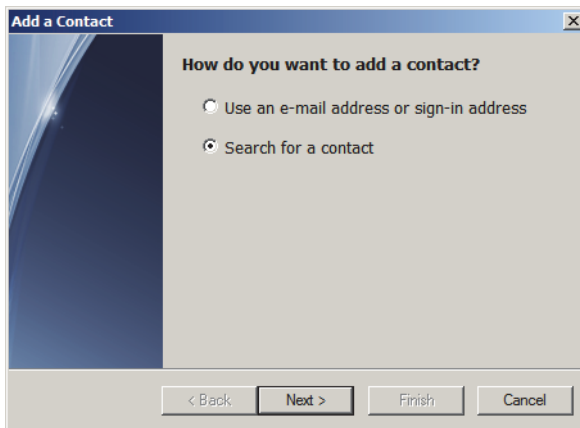 Add a Contact
How do you want to add a contact?
Use an e-mail address or sign-in address
Search for a contact
< Back
Next >
Finish
Cancel